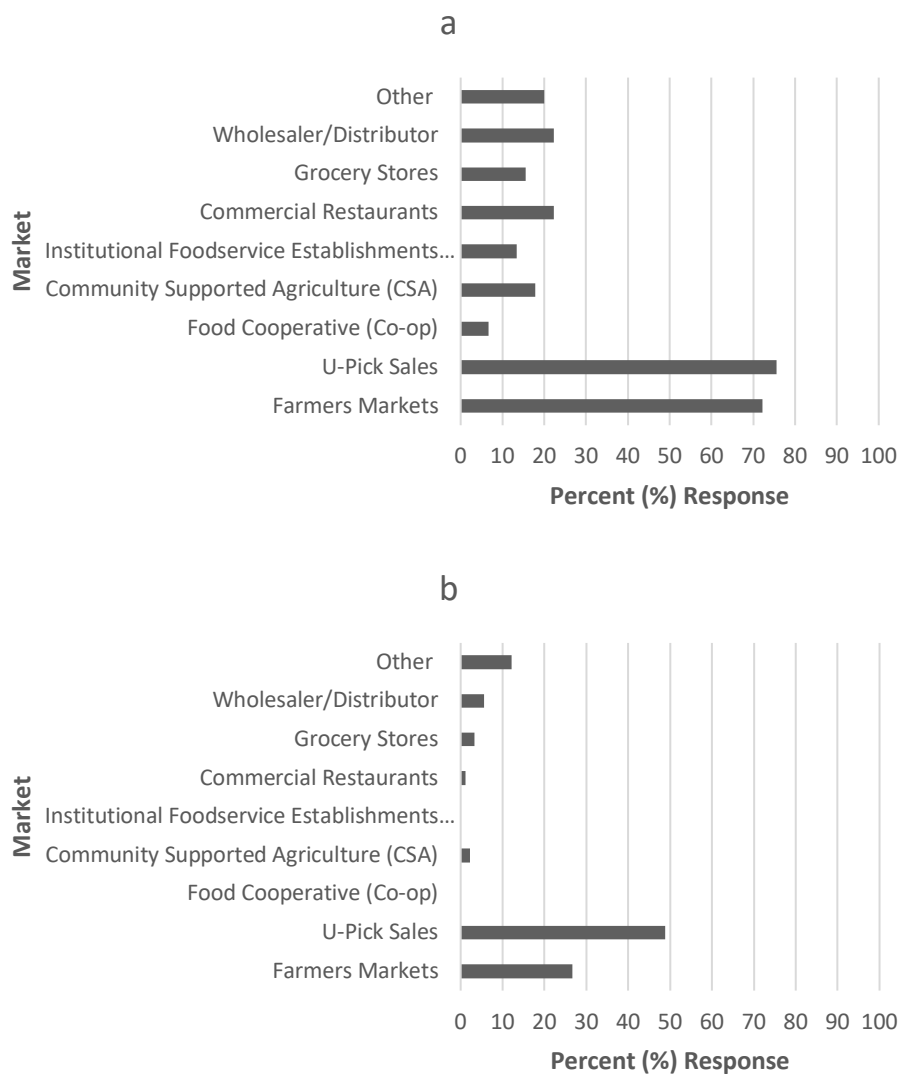 a
Other
Wholesaler/Distributor
Grocery Stores
Commercial Restaurants
Institutional Foodservice Establishments…
Community Supported Agriculture (CSA)
Food Cooperative (Co-op)
U-Pick Sales
Farmers Markets
Market
0 10 20 30 40 50 60 70 80 90 100
Percent (%) Response
b
Other
Wholesaler/Distributor
Grocery Stores
Commercial Restaurants
Institutional Foodservice Establishments…
Community Supported Agriculture (CSA)
Food Cooperative (Co-op)
U-Pick Sales
Farmers Markets
Market
0 10 20 30 40 50 60 70 80 90 100
Percent (%) Response